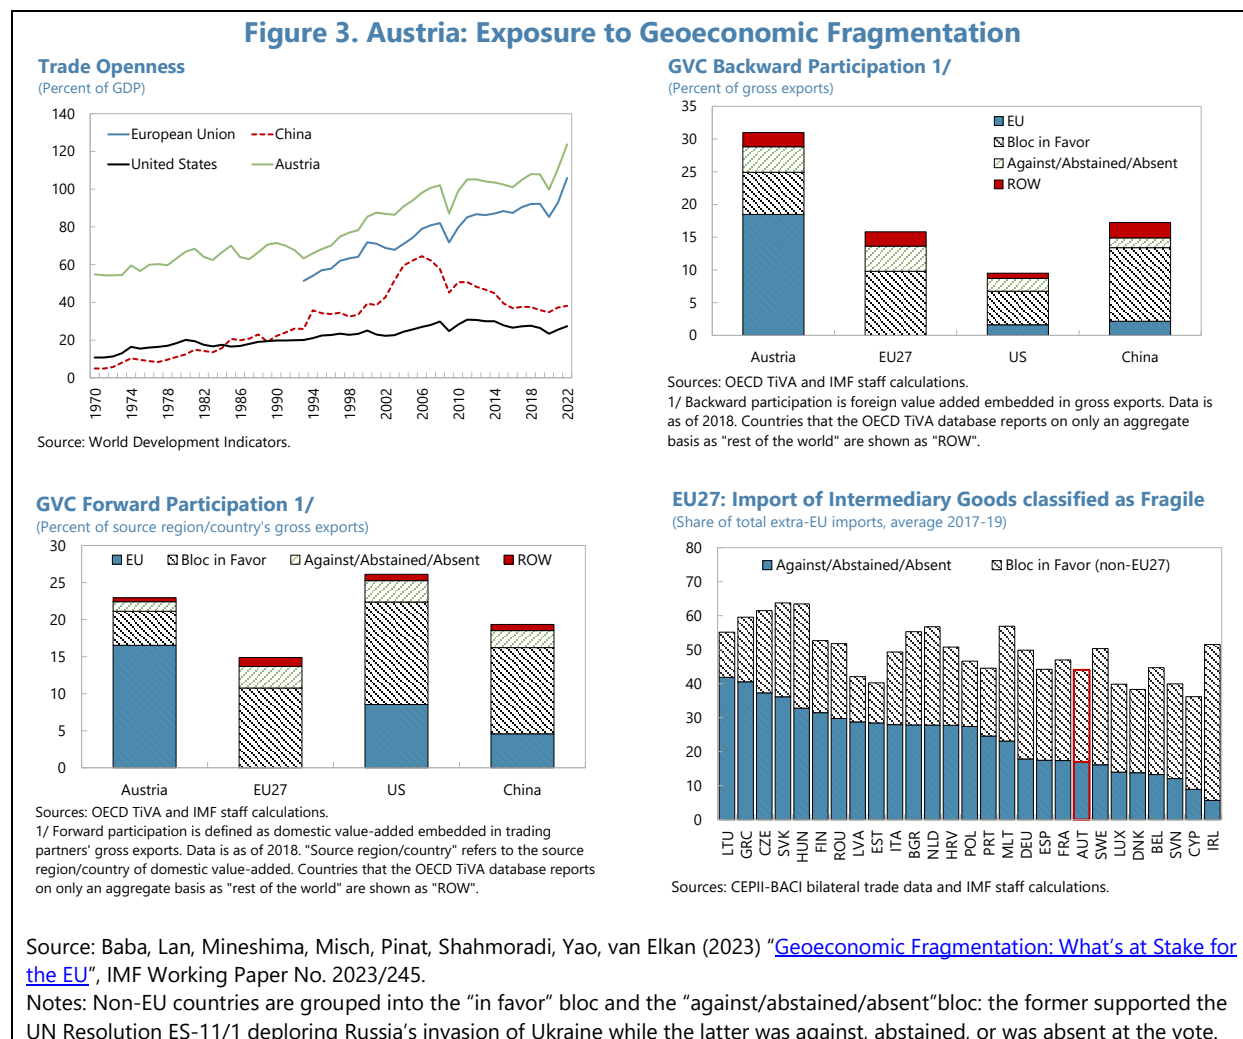 Figure 3. Austria: Exposure to Geoeconomic Fragmentation
Trade Openness
(Percent of GDP)
140
120
100
80
60
40
20
0
European Union
China
United States
Austria
1970
1974
1978
1982
1986
1990
1994
1998
2002
2006
2010
2014
2018
2022
Source: World Development Indicators.
GVC Backward Participation 1/
(Percent of gross exports)
35
30
25
20
15
10
5
0
EU
Bloc in Favor
Against/Abstained/Absent
ROW
Austria
EU27
US
China
Sources: OECD TiVA and IMF staff calculations.
1/ Backward participation is foreign value added embedded in gross exports. Data is
as of 2018. Countries that the OECD TiVA database reports on only an aggregate
basis as "rest of the world" are shown as "ROW".
GVC Forward Participation 1/
(Percent of source region/country's gross exports)
30
25
20
15
10
5
0
EU
Bloc in Favor
Against/Abstained/Absent
ROW
Austria
EU27
US
China
Sources: OECD TiVA and IMF staff calculations.
1/ Forward participation is defined as domestic value-added embedded in trading
partners' gross exports. Data is as of 2018. "Source region/country" refers to the source
region/country of domestic value-added. Countries that the OECD TiVA database reports
on only an aggregate basis as "rest of the world" are shown as "ROW".
EU27: Import of Intermediary Goods classified as Fragile
(Share of total extra-EU imports, average 2017-19)
80
70
60
50
40
30
20
10
0
Against/Abstained/Absent
Bloc in Favor (non-EU27)
LTU
GRC
CZE
SVK
HUN
FIN
ROU
LVA
EST
ITA
BGR
NLD
HRV
POL
PRT
MLT
DEU
ESP
FRA
AUT
SWE
LUX
DNK
BEL
SVN
CYP
IRL
Sources: CEPII-BACI bilateral trade data and IMF staff calculations.
Source: Baba, Lan, Mineshima, Misch, Pinat, Shahmoradi, Yao, van Elkan (2023) “Geoeconomic Fragmentation: What’s at Stake for
the EU”, IMF Working Paper No. 2023/245.
Notes: Non-EU countries are grouped into the “in favor” bloc and the “against/abstained/absent”bloc: the former supported the
UN Resolution ES-11/1 deploring Russia’s invasion of Ukraine while the latter was against, abstained, or was absent at the vote.